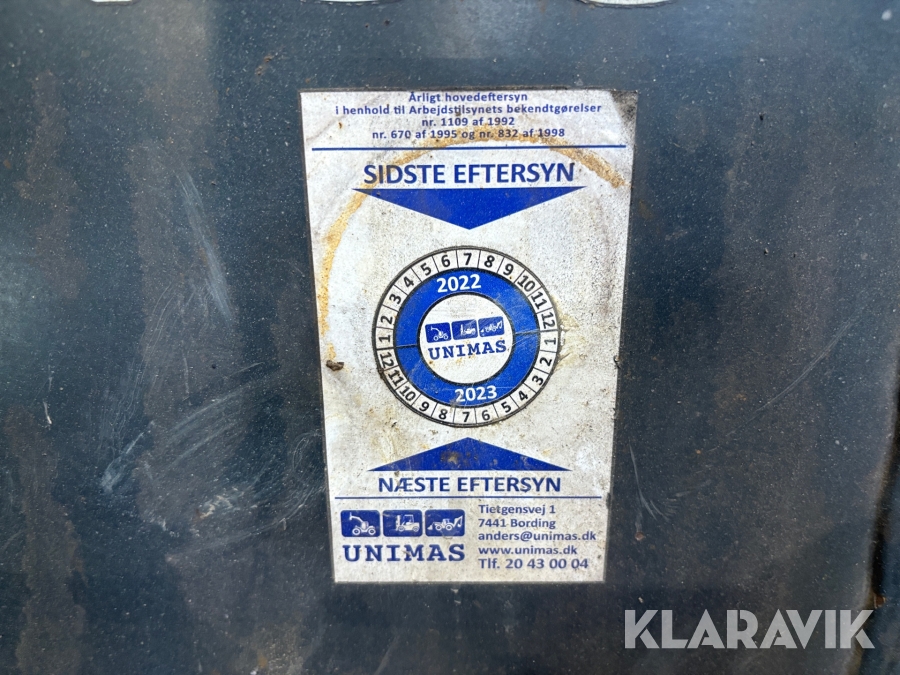 Årligt hovedeftersyn
i henhold til Arbejdstilsynets bekendtgørelser
nr. 1109 af 1992
nr. 670 af 1995 og nr. 832 af 1998
SIDSTE EFTERSYN
1 2 3 4 5 6 7 8 9 10 11 12
2022
UNIMAS
2023
1 2 3 4 5 6 7 8 9 10 11 12
NÆSTE EFTERSYN
UNIMAS
Tietgensvej 1
7441 Bording
anders@unimas.dk
www.unimas.dk
Tlf. 20 43 00 04
KLARAVIK